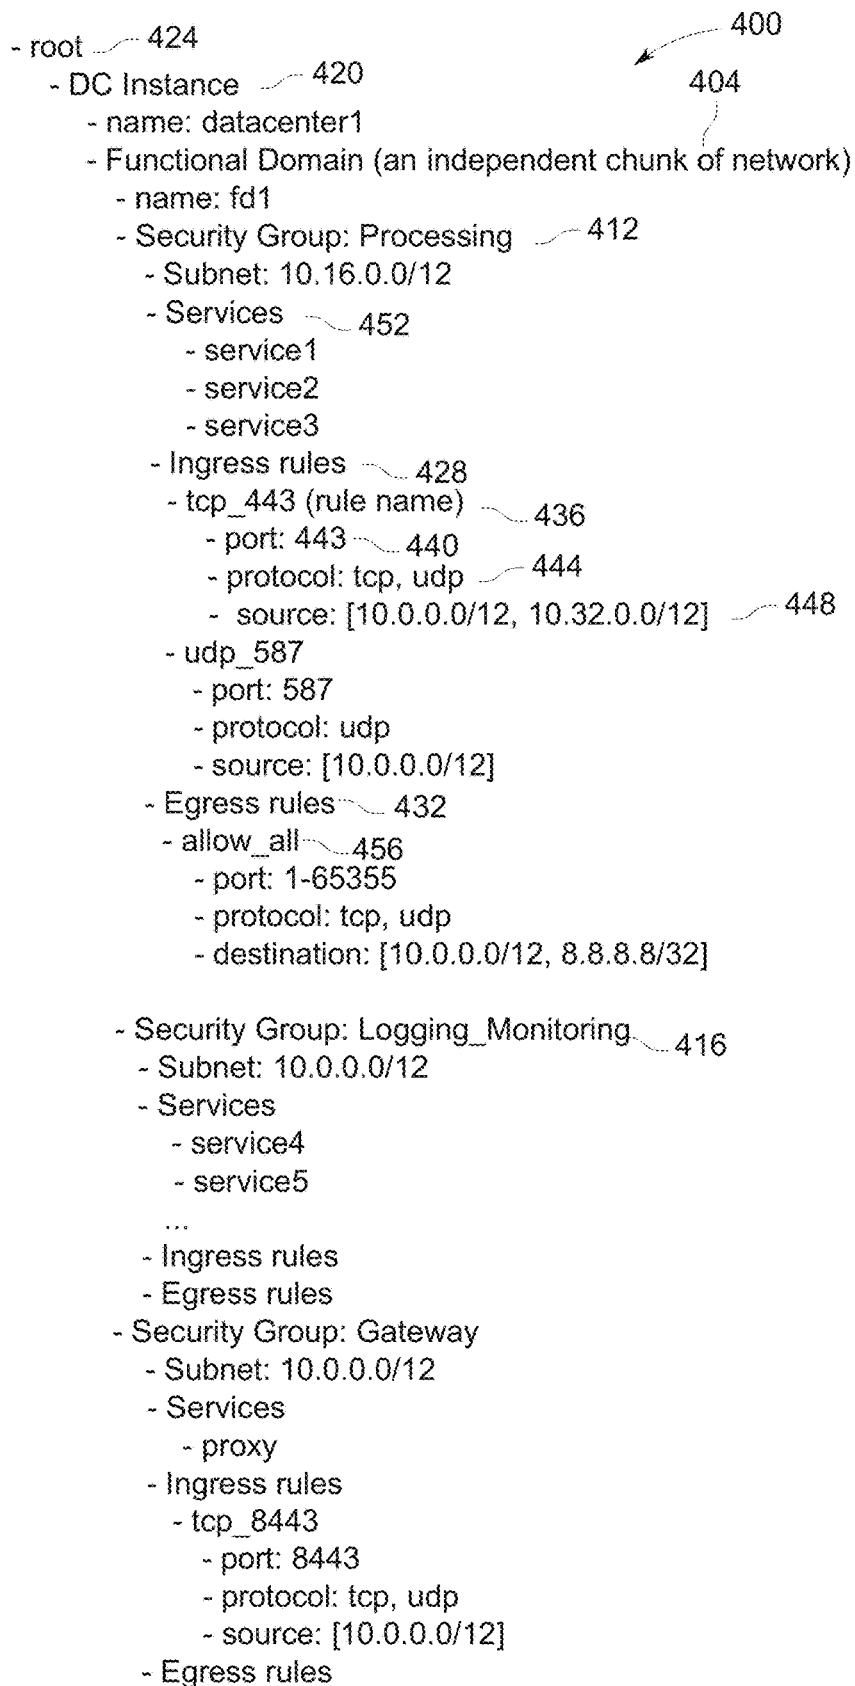 400
- root 424
- DC Instance 420
404
- name: datacenter1
- Functional Domain (an independent chunk of network)
- name: fd1
- Security Group: Processing 412
- Subnet: 10.16.0.0/12
- Services 452
- service1
- service2
- service3
- Ingress rules 428
- tcp_443 (rule name) 436
- port: 443 440
- protocol: tcp, udp 444
- source: [10.0.0.0/12, 10.32.0.0/12] 448
- udp_587
- port: 587
- protocol: udp
- source: [10.0.0.0/12]
- Egress rules 432
- allow_all 456
- port: 1-65355
- protocol: tcp, udp
- destination: [10.0.0.0/12, 8.8.8.8/32]
- Security Group: Logging_Monitoring 416
- Subnet: 10.0.0.0/12
- Services
- service4
- service5
...
- Ingress rules
- Egress rules
- Security Group: Gateway
- Subnet: 10.0.0.0/12
- Services
- proxy
- Ingress rules
- tcp_8443
- port: 8443
- protocol: tcp, udp
- source: [10.0.0.0/12]
- Egress rules